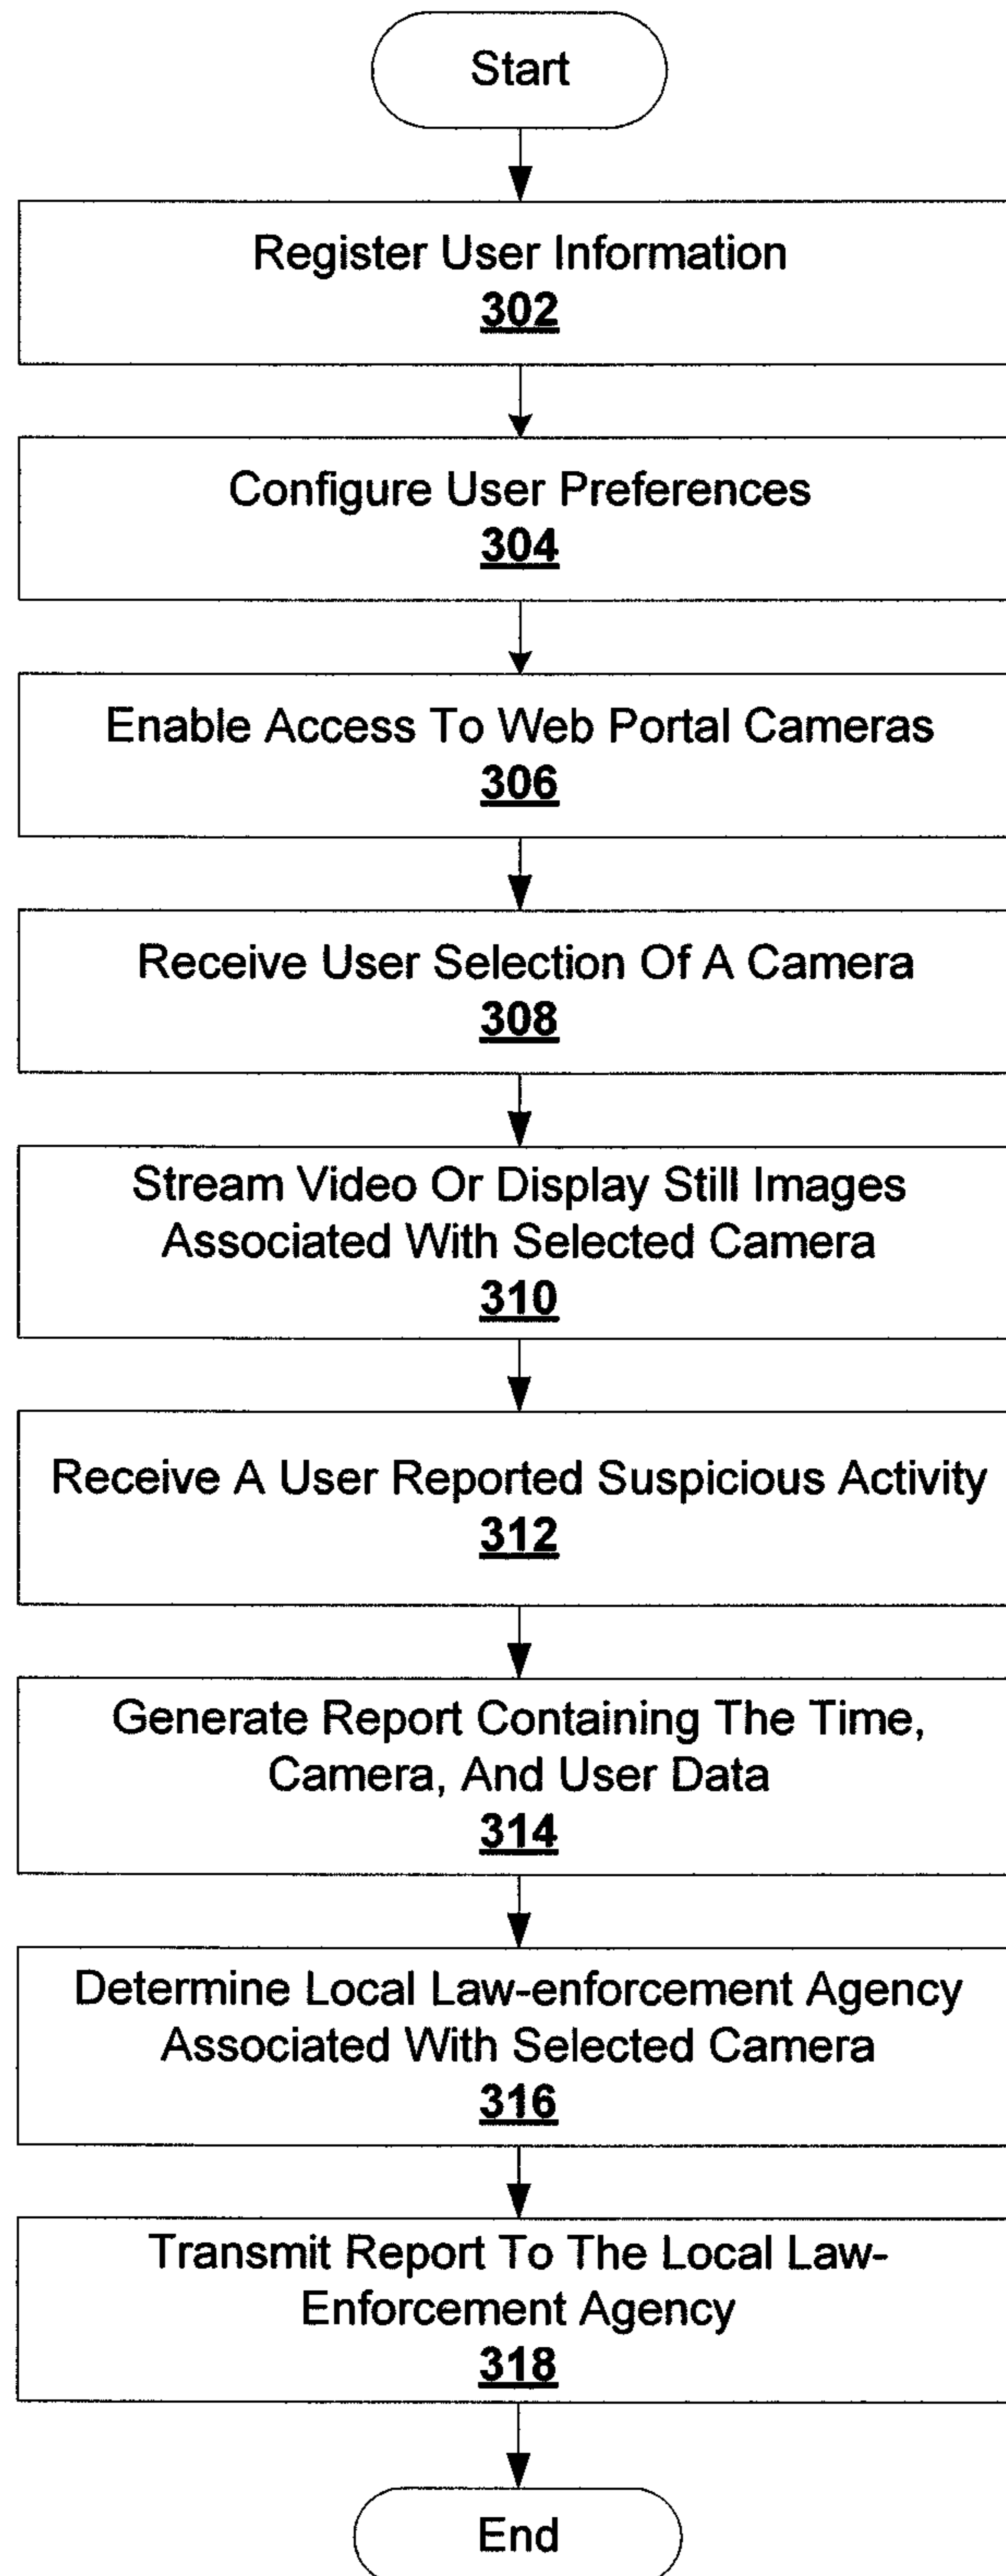 Start
Register User Information
302
Configure User Preferences
304
Enable Access To Web Portal Cameras
306
Receive User Selection Of A Camera
308
Stream Video Or Display Still Images
Associated With Selected Camera
310
Receive A User Reported Suspicious Activity
312
Generate Report Containing The Time,
Camera, And User Data
314
Determine Local Law-enforcement Agency
Associated With Selected Camera
316
Transmit Report To The Local Law-
Enforcement Agency
318
End